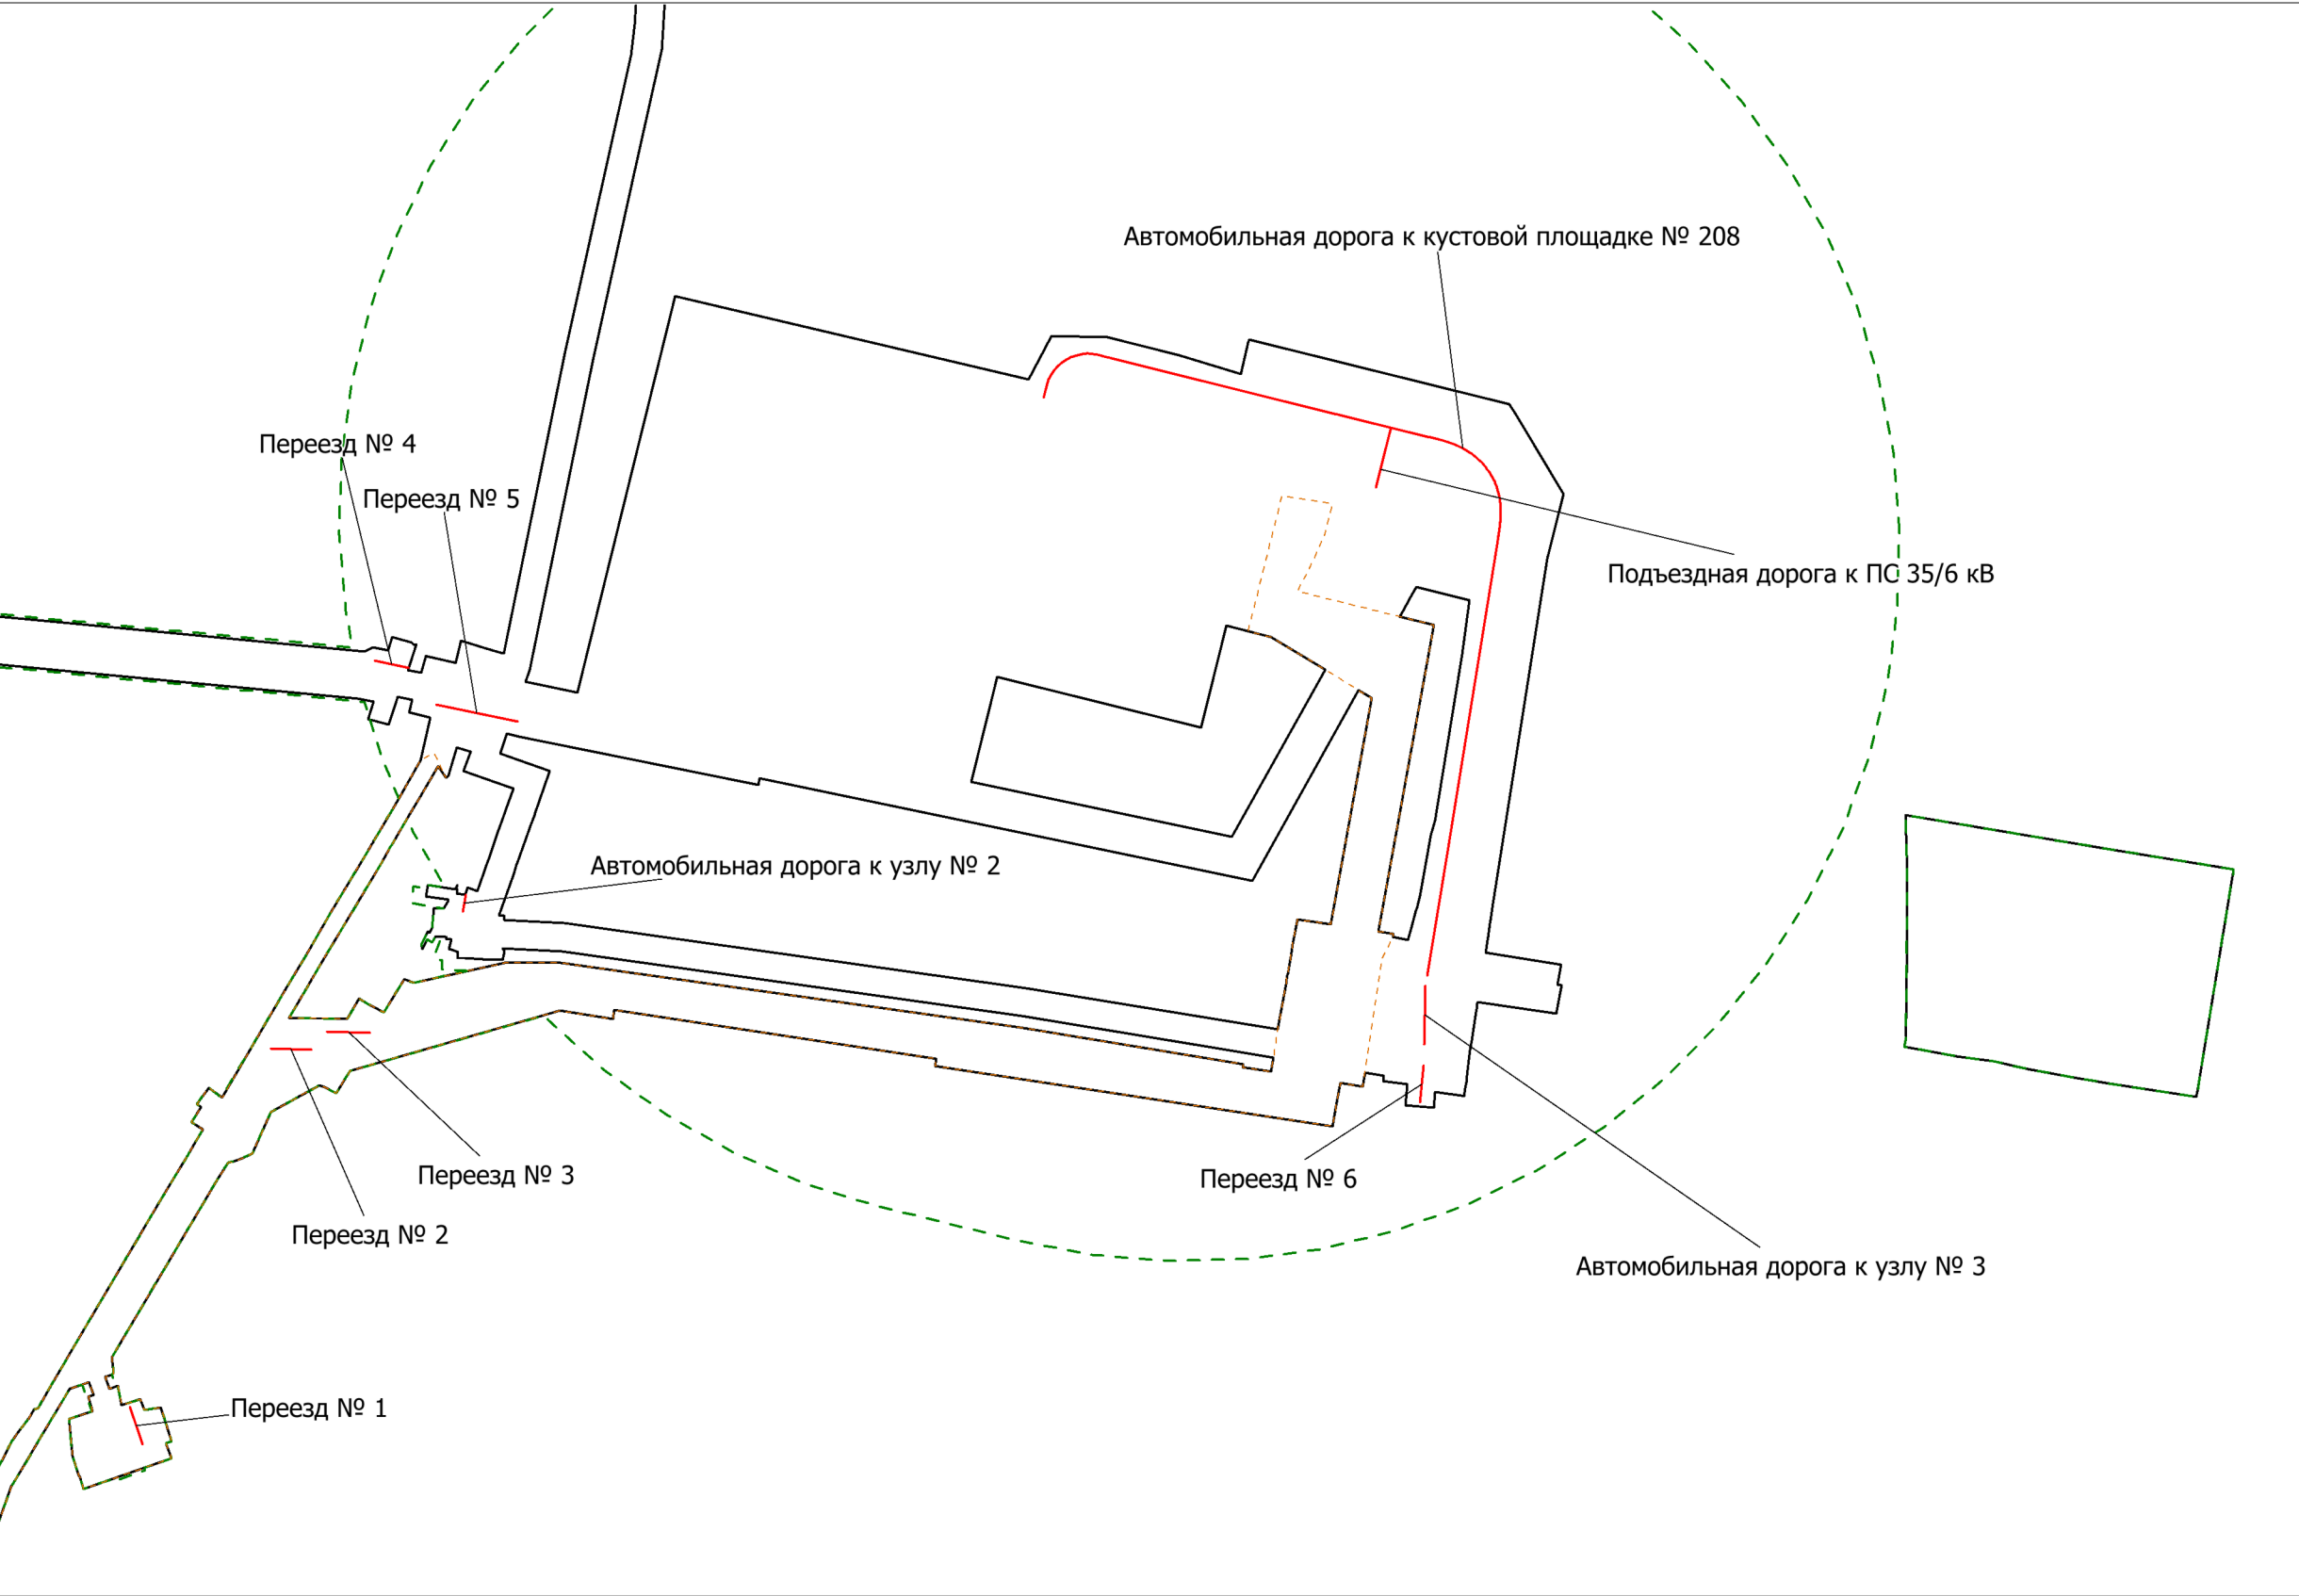 Автомобильная дорога к кустовой площадке № 208
Переезд № 4
Переезд № 5
Подъездная дорога к ПС 35/6 кВ
Автомобильная дорога к узлу № 2
Переезд № 3
Переезд № 6
Переезд № 2
Автомобильная дорога к узлу № 3
Переезд № 1